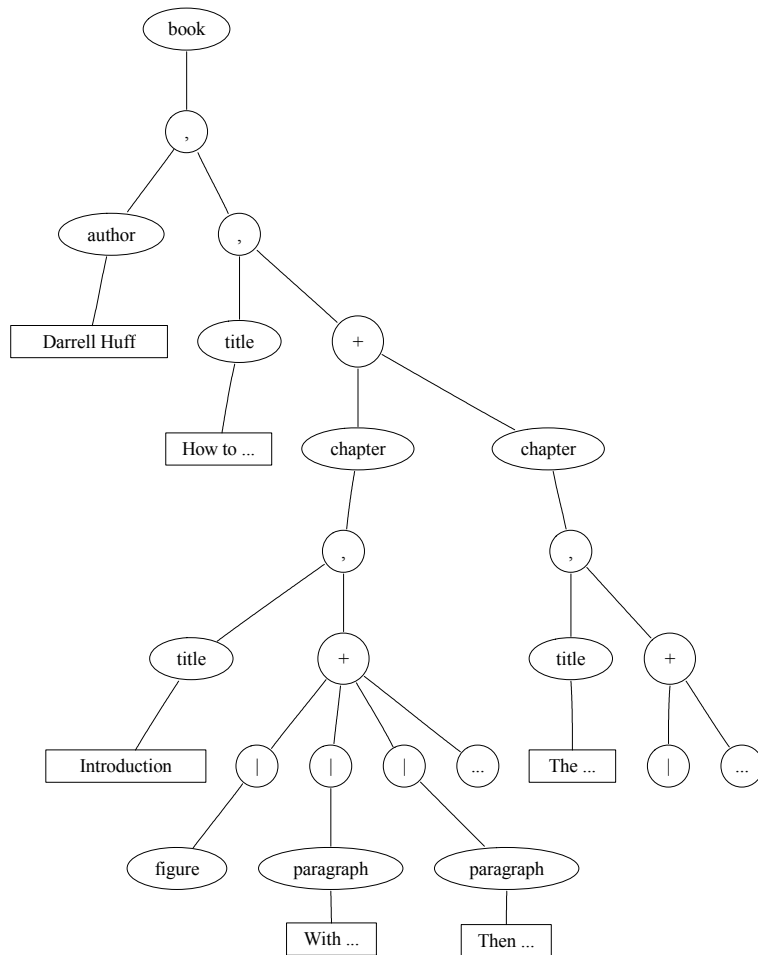 book
,
author
,
Darrell Huff
title
+
How to ...
chapter
chapter
,
,
title
+
title
+
Introduction
|
|
|
...
The ...
|
...
figure
paragraph
paragraph
With ...
Then ...